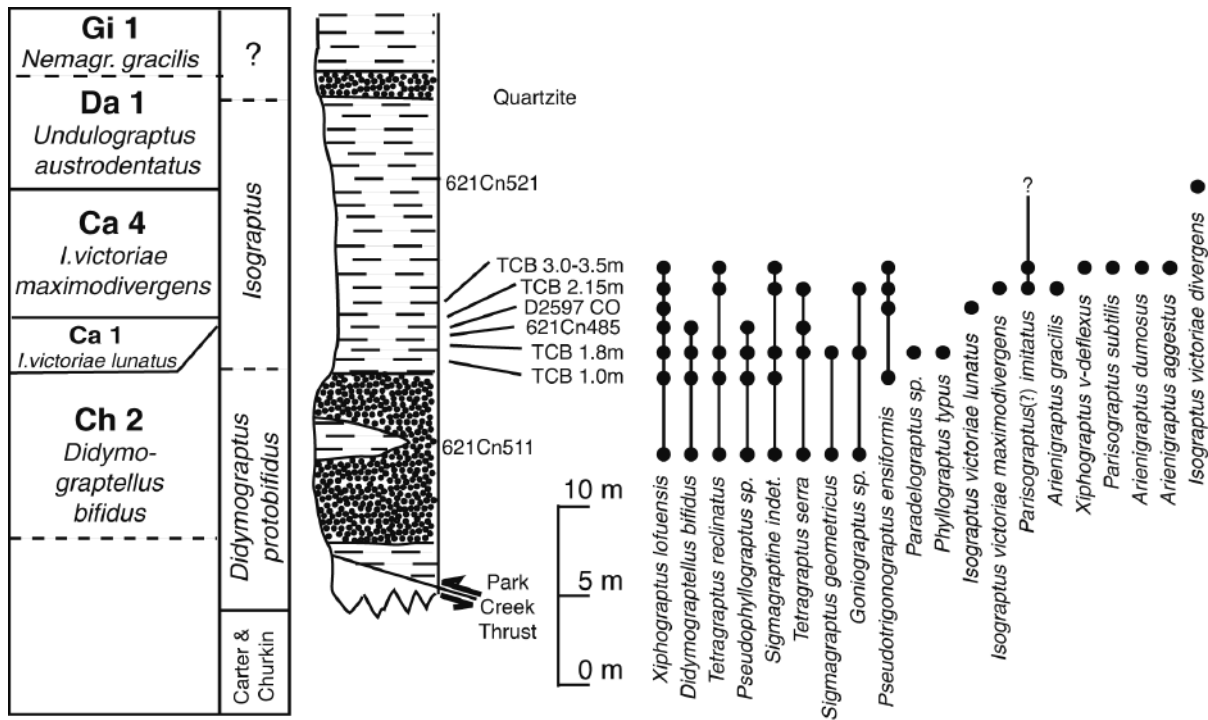 Gi 1
Nemagr. gracilis
Da 1
Undulograptus
austrodentatus
Ca 4
I.victoriae
maximodivergens
Ca 1
I.victoriae lunatus
Ch 2
Didymo-
graptellus
bifidus
?
Isograptus
Didymograptus
protobifidus
Carter &
Churkin
Quartzite
621Cn521
TCB 3.0-3.5m
TCB 2.15m
D2597 CO
621Cn485
TCB 1.8m
TCB 1.0m
621Cn511
Park
Creek
Thrust
10 m
5 m
0 m
?
Xiphograptus lofuensis
Didymograptellus bifidus
Tetragraptus reclinatus
Pseudophyllograptus sp.
Sigmagraptine indet.
Tetragraptus serra
Sigmagraptus geometricus
Goniograptus sp.
Pseudotrigonograptus ensiformis
Paradelograptus sp.
Phyllograptus typus
Isograptus victoriae lunatus
Isograptus victoriae maximodivergens
Parisograptus(?) imitatus
Arienigraptus gracilis
Xiphograptus v-deflexus
Parisograptus subtilis
Arienigraptus dumosus
Arienigraptus aggestus
Isograptus victoriae divergens